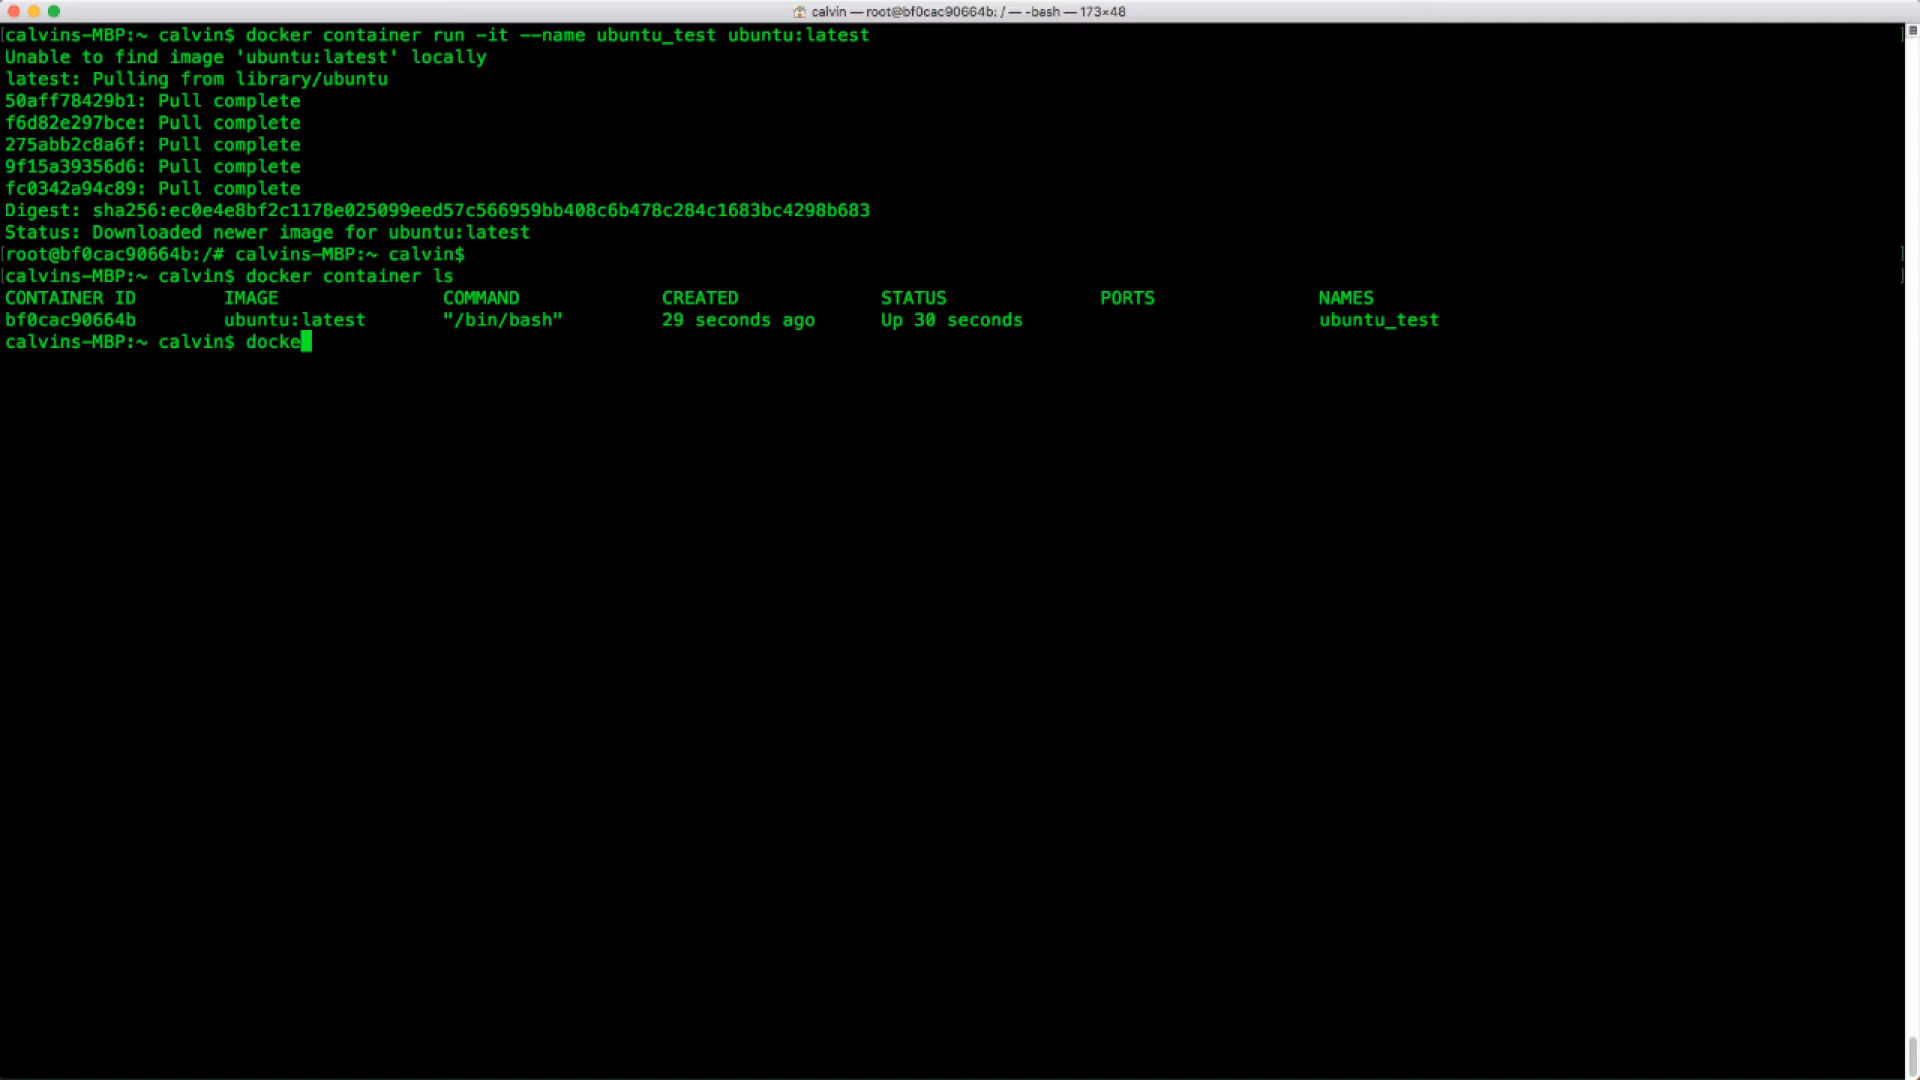 calvin — root@bf0cac90664b: / — -bash — 173×48
[calvins-MBP:~ calvin$ docker container run -it --name ubuntu_test ubuntu:latest ]
Unable to find image 'ubuntu:latest' locally
latest: Pulling from library/ubuntu
50aff78429b1: Pull complete
f6d82e297bce: Pull complete
275abb2c8a6f: Pull complete
9f15a39356d6: Pull complete
fc0342a94c89: Pull complete
Digest: sha256:ec0e4e8bf2c1178e025099eed57c566959bb408c6b478c284c1683bc4298b683
Status: Downloaded newer image for ubuntu:latest
[root@bf0cac90664b:/# calvins-MBP:~ calvin$ ]
[calvins-MBP:~ calvin$ docker container ls ]
CONTAINER ID IMAGE COMMAND CREATED STATUS PORTS NAMES
bf0cac90664b ubuntu:latest "/bin/bash" 29 seconds ago Up 30 seconds ubuntu_test
calvins-MBP:~ calvin$ docke